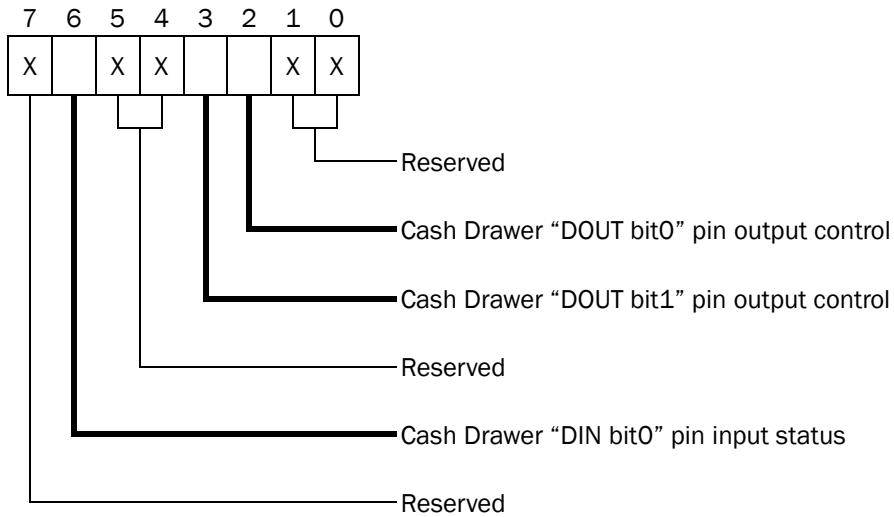 7 6 5 4 3 2 1 0
X X X X X
Reserved
Cash Drawer “DOUT bit0” pin output control
Cash Drawer “DOUT bit1” pin output control
Reserved
Cash Drawer “DIN bit0” pin input status
Reserved